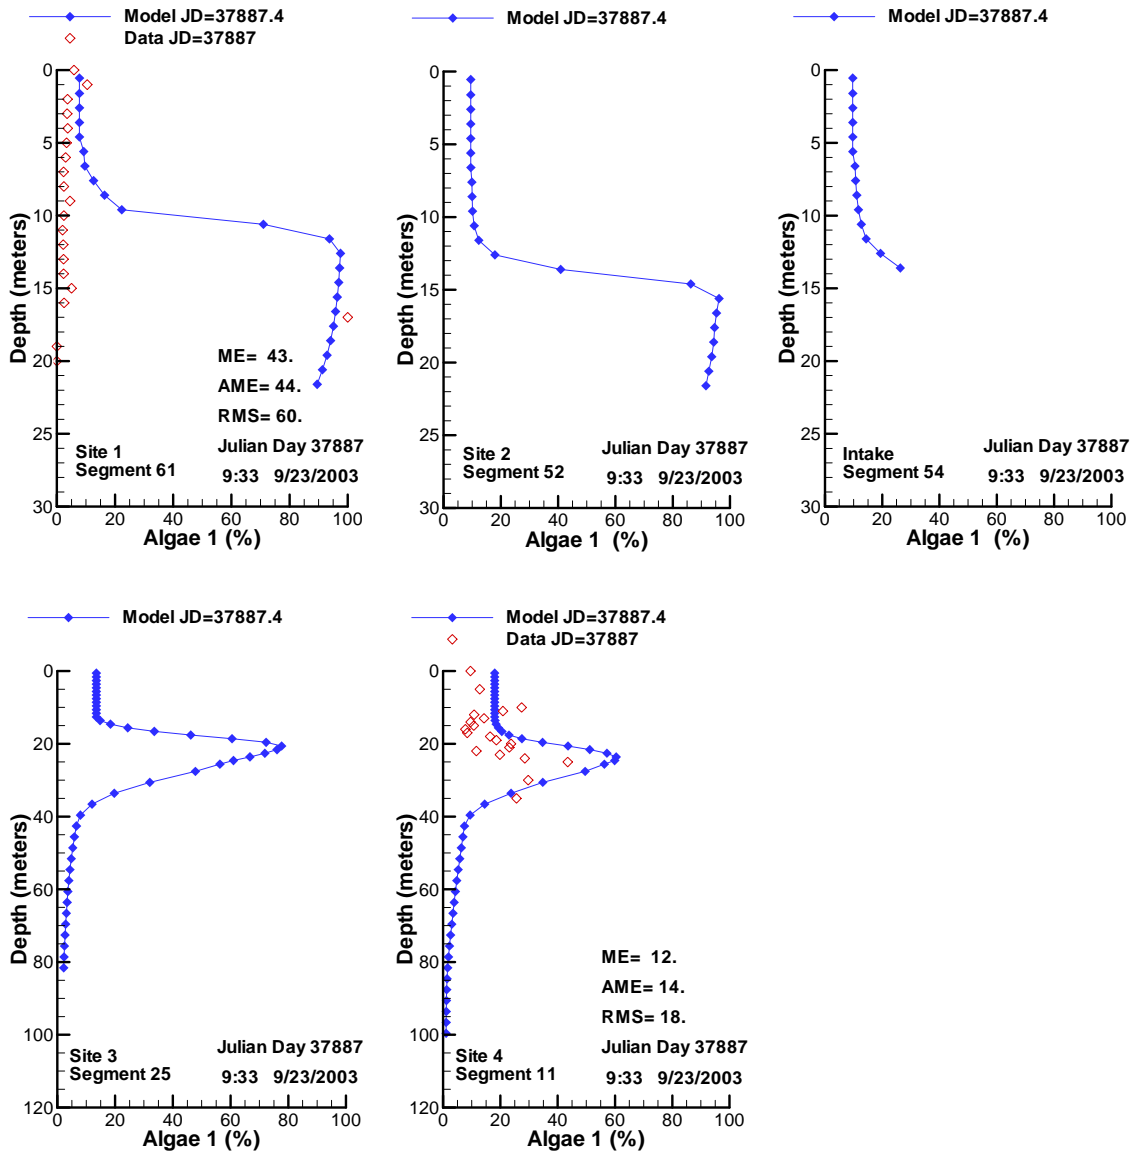 Model JD=37887.4
Data JD=37887
0
5
10
15
20
25
30
Depth (meters)
ME= 43.
AME= 44.
RMS= 60.
Site 1
Segment 61
Julian Day 37887
9:33 9/23/2003
0 20 40 60 80 100
Algae 1 (%)
Model JD=37887.4
0
5
10
15
20
25
30
Depth (meters)
Site 2
Segment 52
Julian Day 37887
9:33 9/23/2003
0 20 40 60 80 100
Algae 1 (%)
Model JD=37887.4
0
5
10
15
20
25
30
Depth (meters)
Intake
Segment 54
Julian Day 37887
9:33 9/23/2003
0 20 40 60 80 100
Algae 1 (%)
Model JD=37887.4
0
20
40
60
80
100
120
Depth (meters)
Site 3
Segment 25
Julian Day 37887
9:33 9/23/2003
0 20 40 60 80 100
Algae 1 (%)
Model JD=37887.4
Data JD=37887
0
20
40
60
80
100
120
Depth (meters)
ME= 12.
AME= 14.
RMS= 18.
Site 4
Segment 11
Julian Day 37887
9:33 9/23/2003
0 20 40 60 80 100
Algae 1 (%)